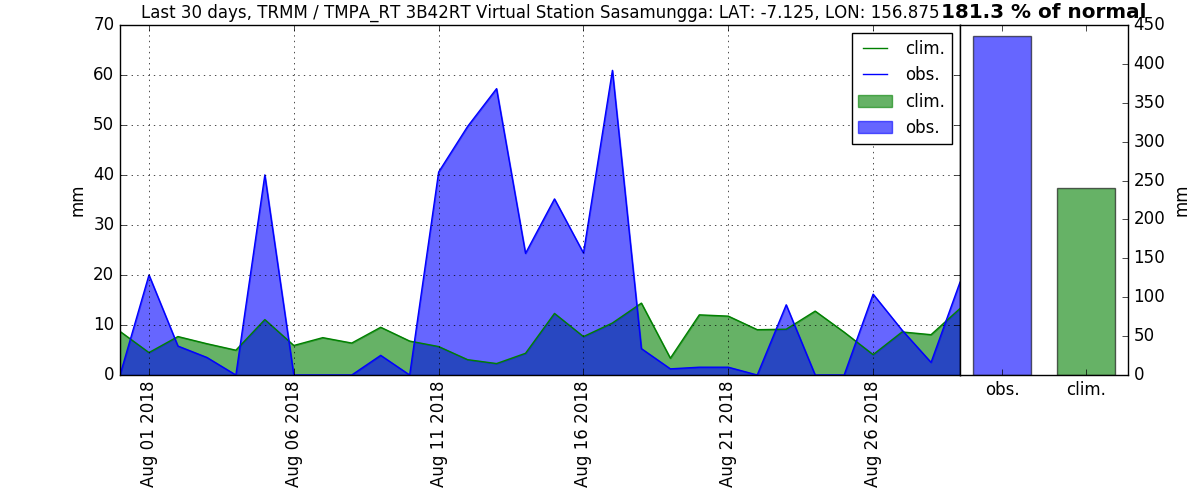 Last 30 days, TRMM / TMPA_RT 3B42RT Virtual Station Sasamungga: LAT: -7.125, LON: 156.875
181.3 % of normal
70
60
50
40
30
20
10
0
mm
clim.
obs.
clim.
obs.
Aug 01 2018
Aug 06 2018
Aug 11 2018
Aug 16 2018
Aug 21 2018
Aug 26 2018
450
400
350
300
250
200
150
100
50
0
mm
obs.
clim.